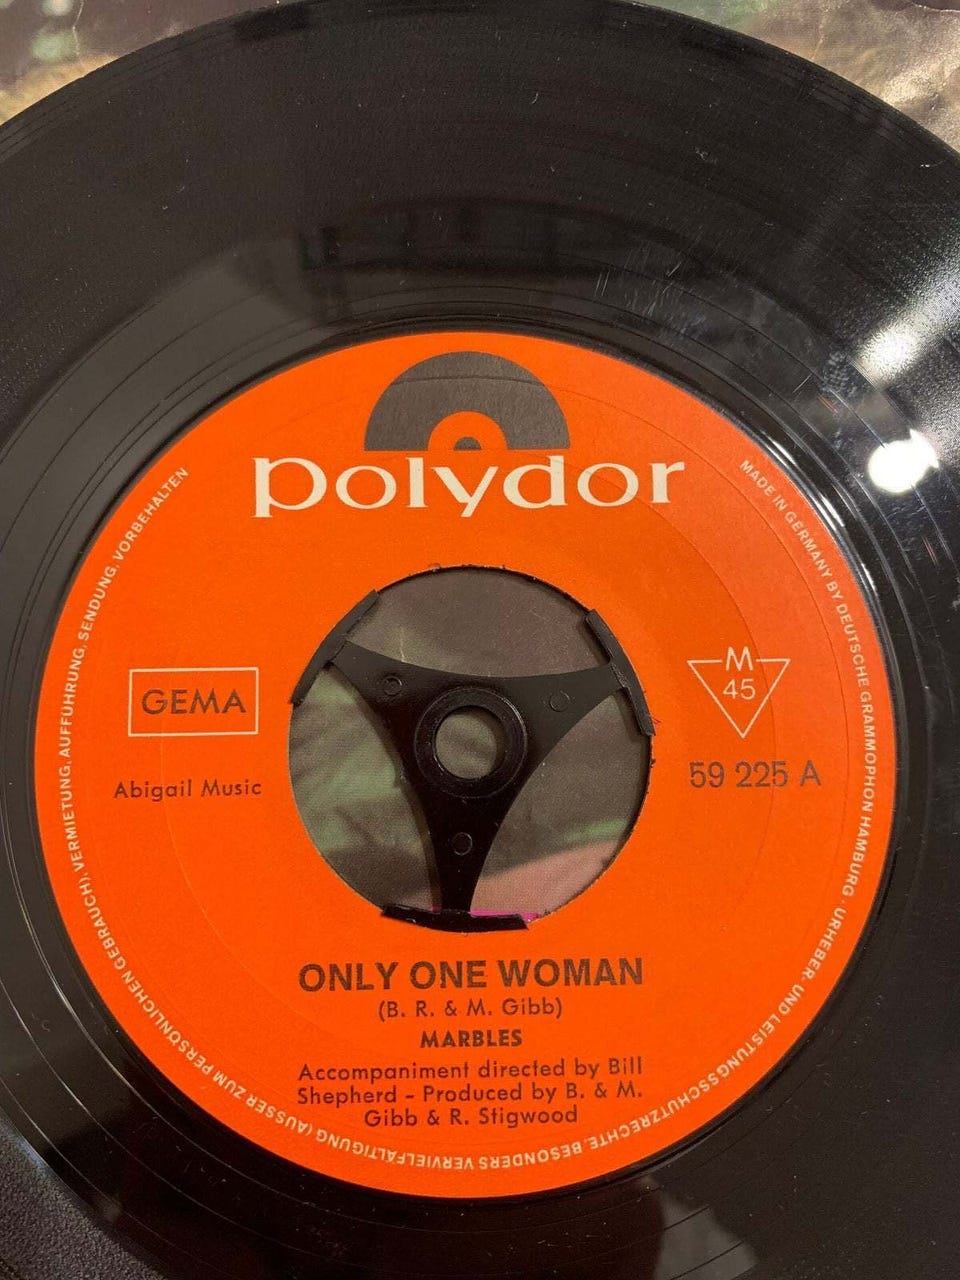 polydor
MADE IN GERMANY BY DEUTSCHE GRAMMOPHON HAMBURG · URHEBER- UND LEISTUNGSSCHUTZRECHTE, BESONDERS VERVIELFÄLTIGUNG (AUSSER ZUM PERSÖNLICHEN GEBRAUCH), VERMIETUNG, AUFFÜHRUNG, SENDUNG, VORBEHALTEN
GEMA
Abigail Music
M
45
59 225 A
ONLY ONE WOMAN
(B. R. & M. Gibb)
MARBLES
Accompaniment directed by Bill
Shepherd - Produced by B. & M.
Gibb & R. Stigwood